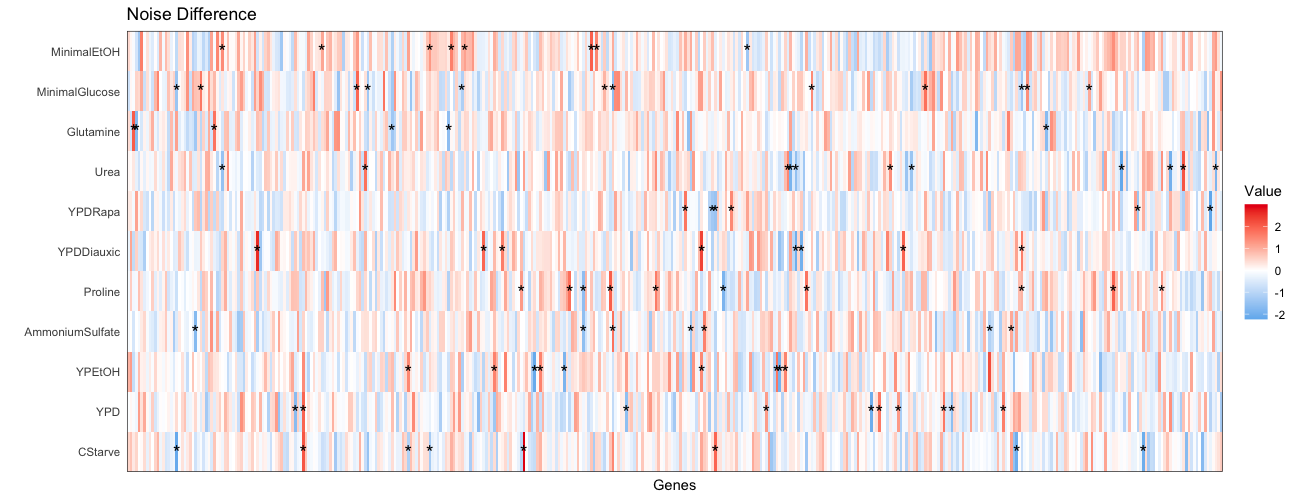 Noise Difference
MinimalEtOH
MinimalGlucose
Glutamine
Urea
YPDRapa
YPDDiauxic
Proline
AmmoniumSulfate
YPEtOH
YPD
CStarve
Genes
Value
2
1
0
-1
-2